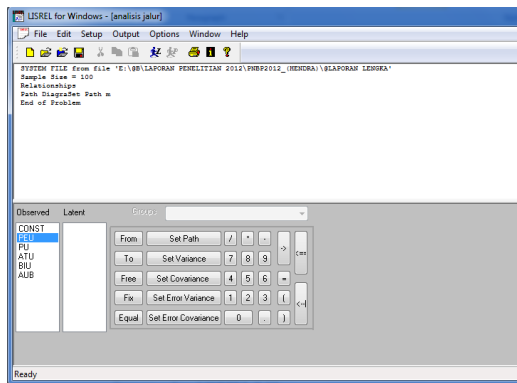 LISREL for Windows - [analisis jalur]
File Edit Setup Output Options Window Help
SYSTEM FILE from file 'E:\@B\LAPORAN PENELITIAN 2012\PNBP2012_(HENDRA)\@LAPORAN LENGKA'
Sample Size = 100
Relationships
Path DiagraSet Path m
End of Problem
Observed Latent Groups:
CONST
PEU
PU
ATU
BIU
AUB
From Set Path / * - -> <==
To Set Variance 7 8 9
Free Set Covariance 4 5 6 =
Fix Set Error Variance 1 2 3 ( <->
Equal Set Error Covariance 0 . )
Ready